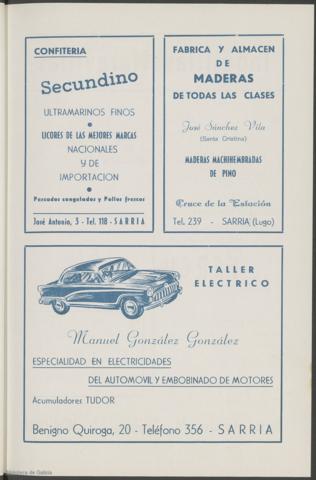 CONFITERIA
Secundino
ULTRAMARINOS FINOS
LICORES DE LAS MEJORES MARCAS
NACIONALES
Y DE
IMPORTACION
Pescados congelados y Pollos frescos
José Antonio, 3 - Tel. 118 - SARRIA
FABRICA Y ALMACEN
DE
MADERAS
DE TODAS LAS CLASES
José Sánchez Vila
(Santa Cristina)
MADERAS MACHIHEMBRADAS
DE PINO
Cruce de la Estación
Tel. 239 - SARRIA (Lugo)
TALLER
ELECTRICO
Manuel González González
ESPECIALIDAD EN ELECTRICIDADES
DEL AUTOMOVIL Y EMBOBINADO DE MOTORES
Acumuladores TUDOR
Benigno Quiroga, 20 - Teléfono 356 - SARRIA
Biblioteca de Galicia